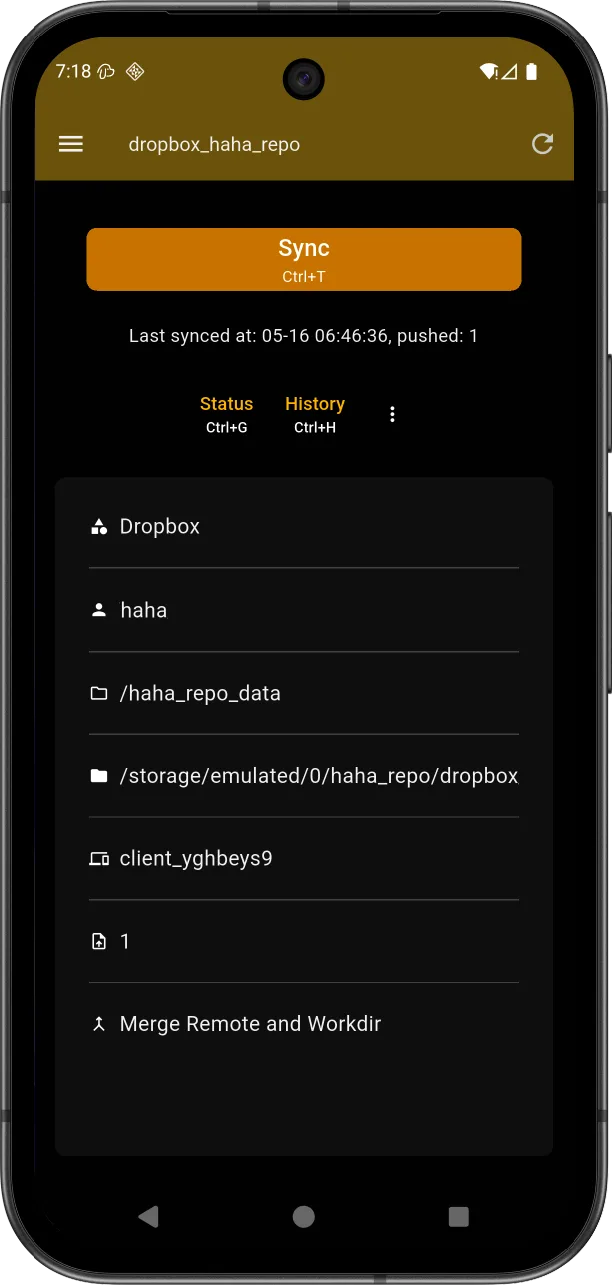 7:18
dropbox_haha_repo
Sync
Ctrl+T
Last synced at: 05-16 06:46:36, pushed: 1
Status History
Ctrl+G Ctrl+H
Dropbox
haha
/haha_repo_data
/storage/emulated/0/haha_repo/dropbox
client_yghbeys9
1
Merge Remote and Workdir